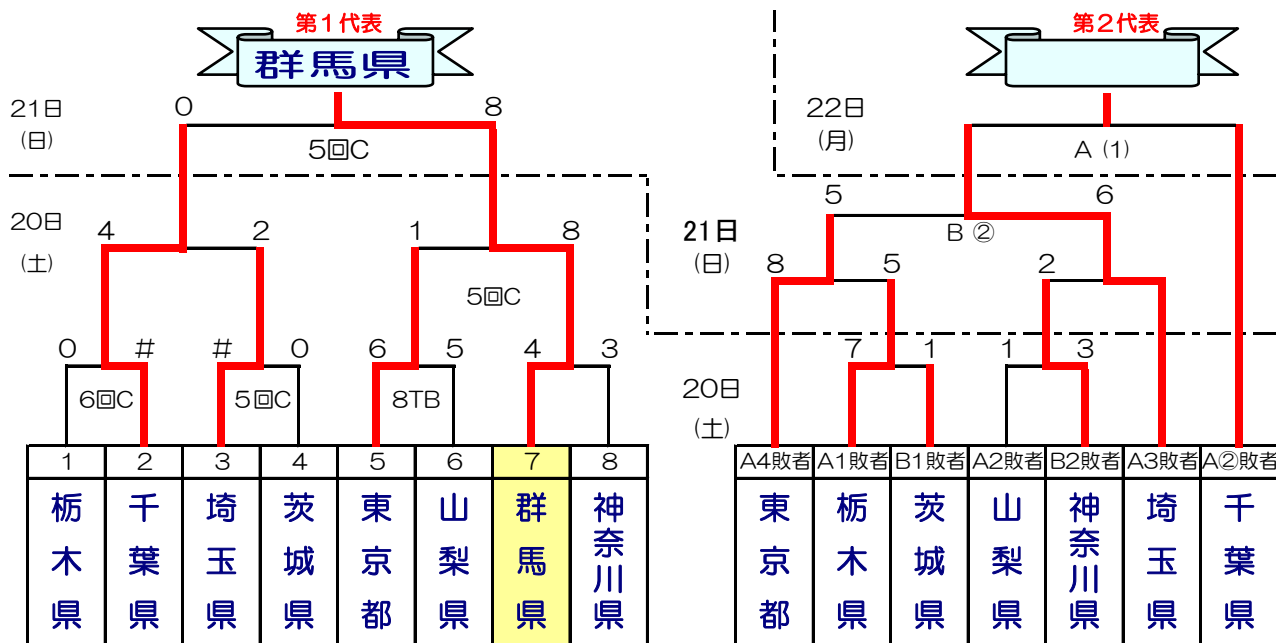 第1代表
群馬県
21日
(日)
0
8
5回C
20日
(土)
4
2
1
8
5回C
0
#
#
0
6
5
4
3
6回C
5回C
8TB
1
2
3
4
5
6
7
8
栃木県
千葉県
埼玉県
茨城県
東京都
山梨県
群馬県
神奈川県
第2代表
22日
(月)
A (1)
21日
(日)
5
6
B ②
8
5
2
20日
(土)
7
1
1
3
A4敗者
A1敗者
B1敗者
A2敗者
B2敗者
A3敗者
A②敗者
東京都
栃木県
茨城県
山梨県
神奈川県
埼玉県
千葉県